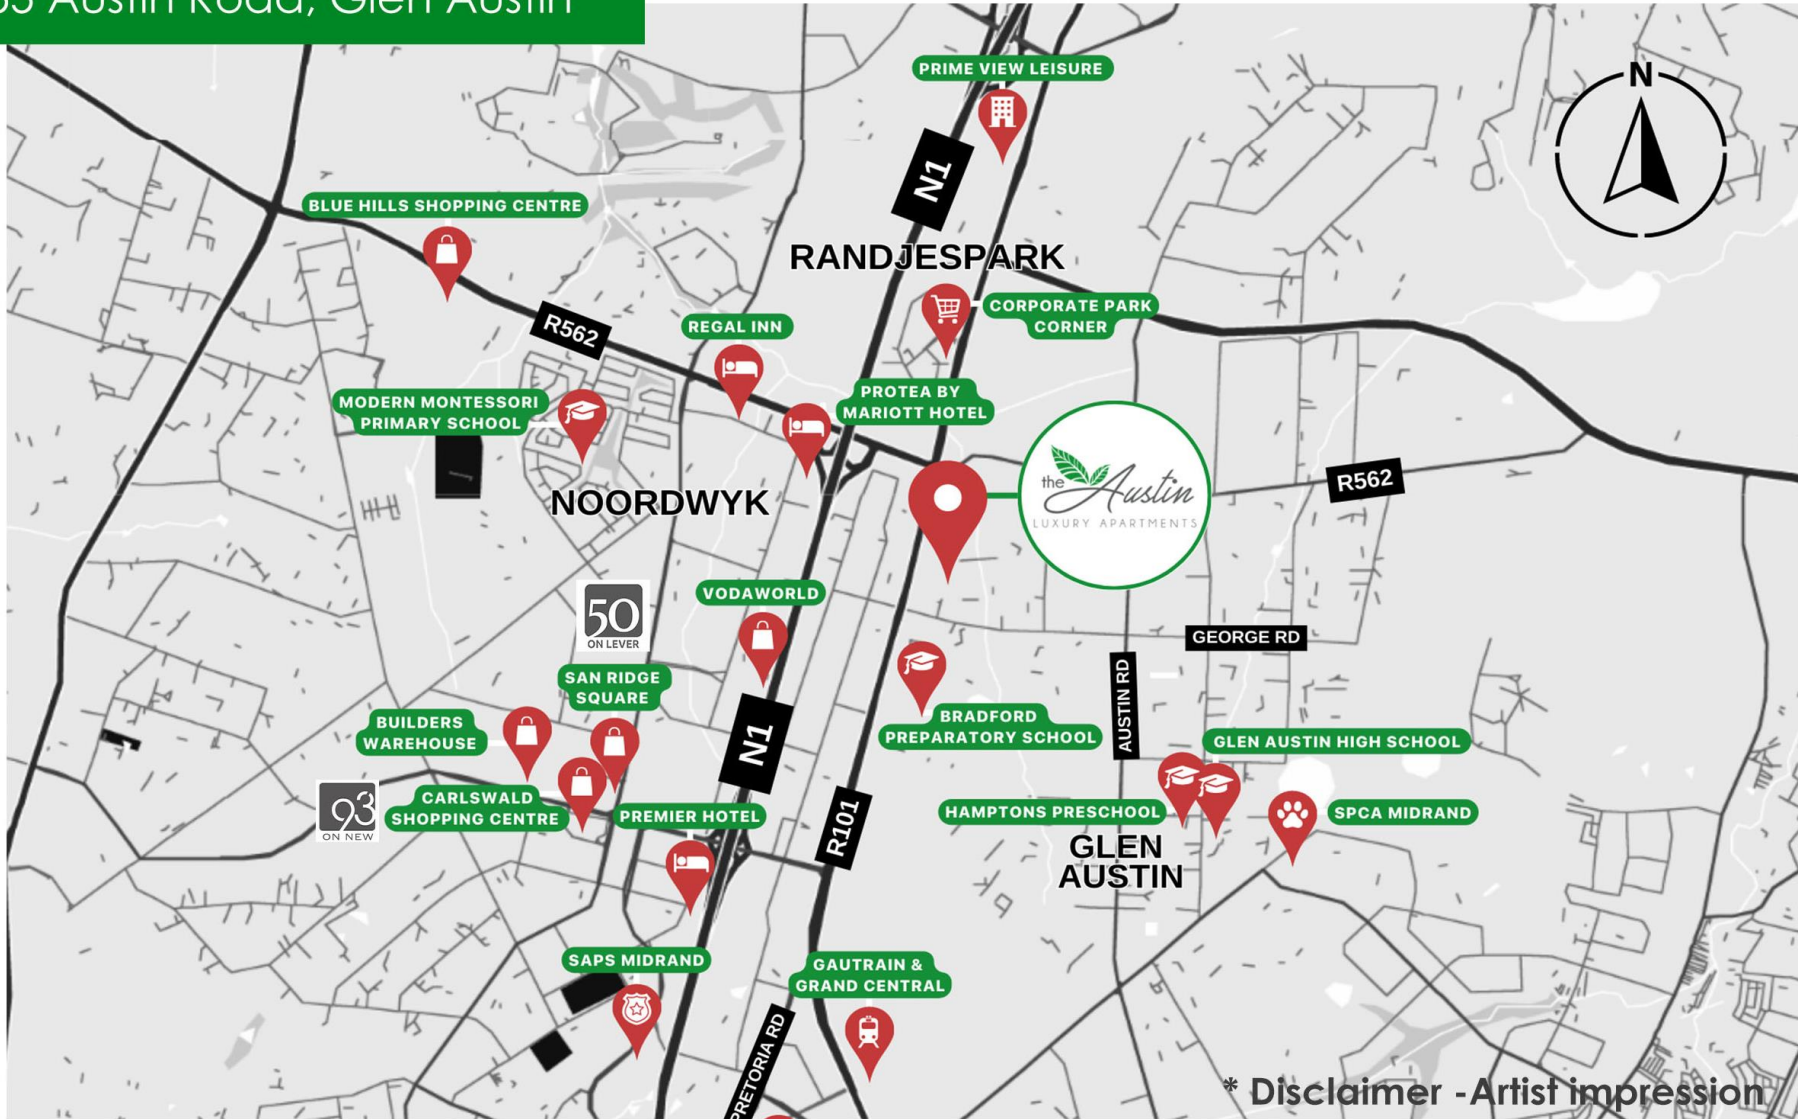 Austin Road, Glen Austin
N
PRIME VIEW LEISURE
N1
BLUE HILLS SHOPPING CENTRE
RANDJESPARK
R562
REGAL INN
CORPORATE PARK
CORNER
MODERN MONTESSORI
PRIMARY SCHOOL
PROTEA BY
MARIOTT HOTEL
the Austin
LUXURY APARTMENTS
R562
NOORDWYK
50
ON LEVER
VODAWORLD
GEORGE RD
SAN RIDGE
SQUARE
AUSTIN RD
BUILDERS
WAREHOUSE
N1
BRADFORD
PREPARATORY SCHOOL
GLEN AUSTIN HIGH SCHOOL
93
ON NEW
CARLSWALD
SHOPPING CENTRE
PREMIER HOTEL
R101
HAMPTONS PRESCHOOL
SPCA MIDRAND
GLEN
AUSTIN
SAPS MIDRAND
GAUTRAIN &
GRAND CENTRAL
PRETORIA RD
* Disclaimer -Artist impression